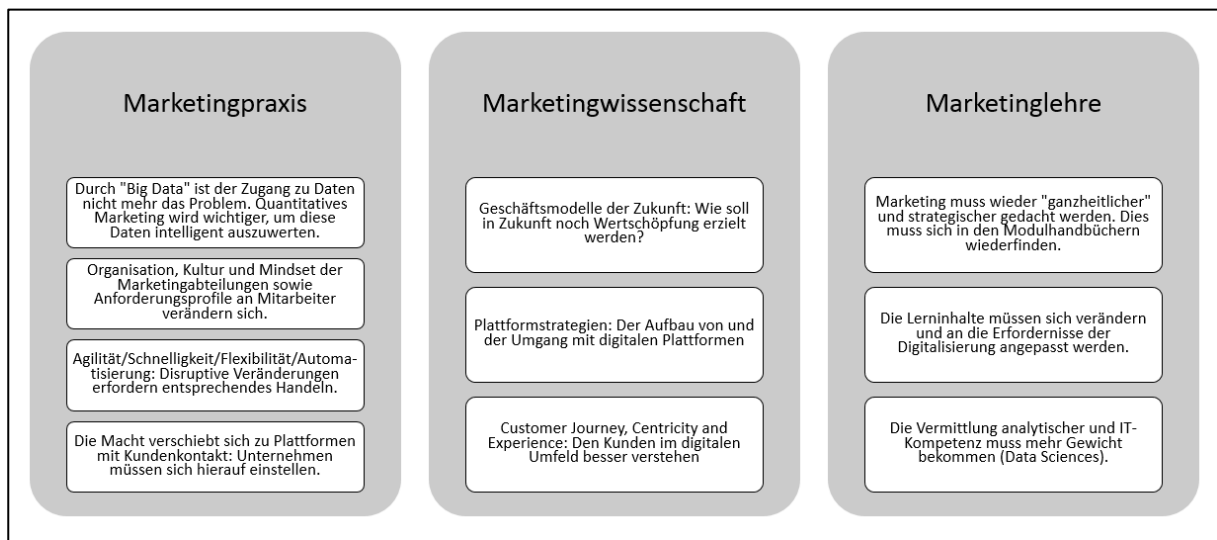 Marketingpraxis
Durch "Big Data" ist der Zugang zu Daten
nicht mehr das Problem. Quantitatives
Marketing wird wichtiger, um diese
Daten intelligent auszuwerten.
Organisation, Kultur und Mindset der
Marketingabteilungen sowie
Anforderungsprofile an Mitarbeiter
verändern sich.
Agilität/Schnelligkeit/Flexibilität/Automa-
tisierung: Disruptive Veränderungen
erfordern entsprechendes Handeln.
Die Macht verschiebt sich zu Plattformen
mit Kundenkontakt: Unternehmen
müssen sich hierauf einstellen.
Marketingwissenschaft
Geschäftsmodelle der Zukunft: Wie soll
in Zukunft noch Wertschöpfung erzielt
werden?
Plattformstrategien: Der Aufbau von und
der Umgang mit digitalen Plattformen
Customer Journey, Centricity and
Experience: Den Kunden im digitalen
Umfeld besser verstehen
Marketinglehre
Marketing muss wieder "ganzheitlicher"
und strategischer gedacht werden. Dies
muss sich in den Modulhandbüchern
wiederfinden.
Die Lerninhalte müssen sich verändern
und an die Erfordernisse der
Digitalisierung angepasst werden.
Die Vermittlung analytischer und IT-
Kompetenz muss mehr Gewicht
bekommen (Data Sciences).